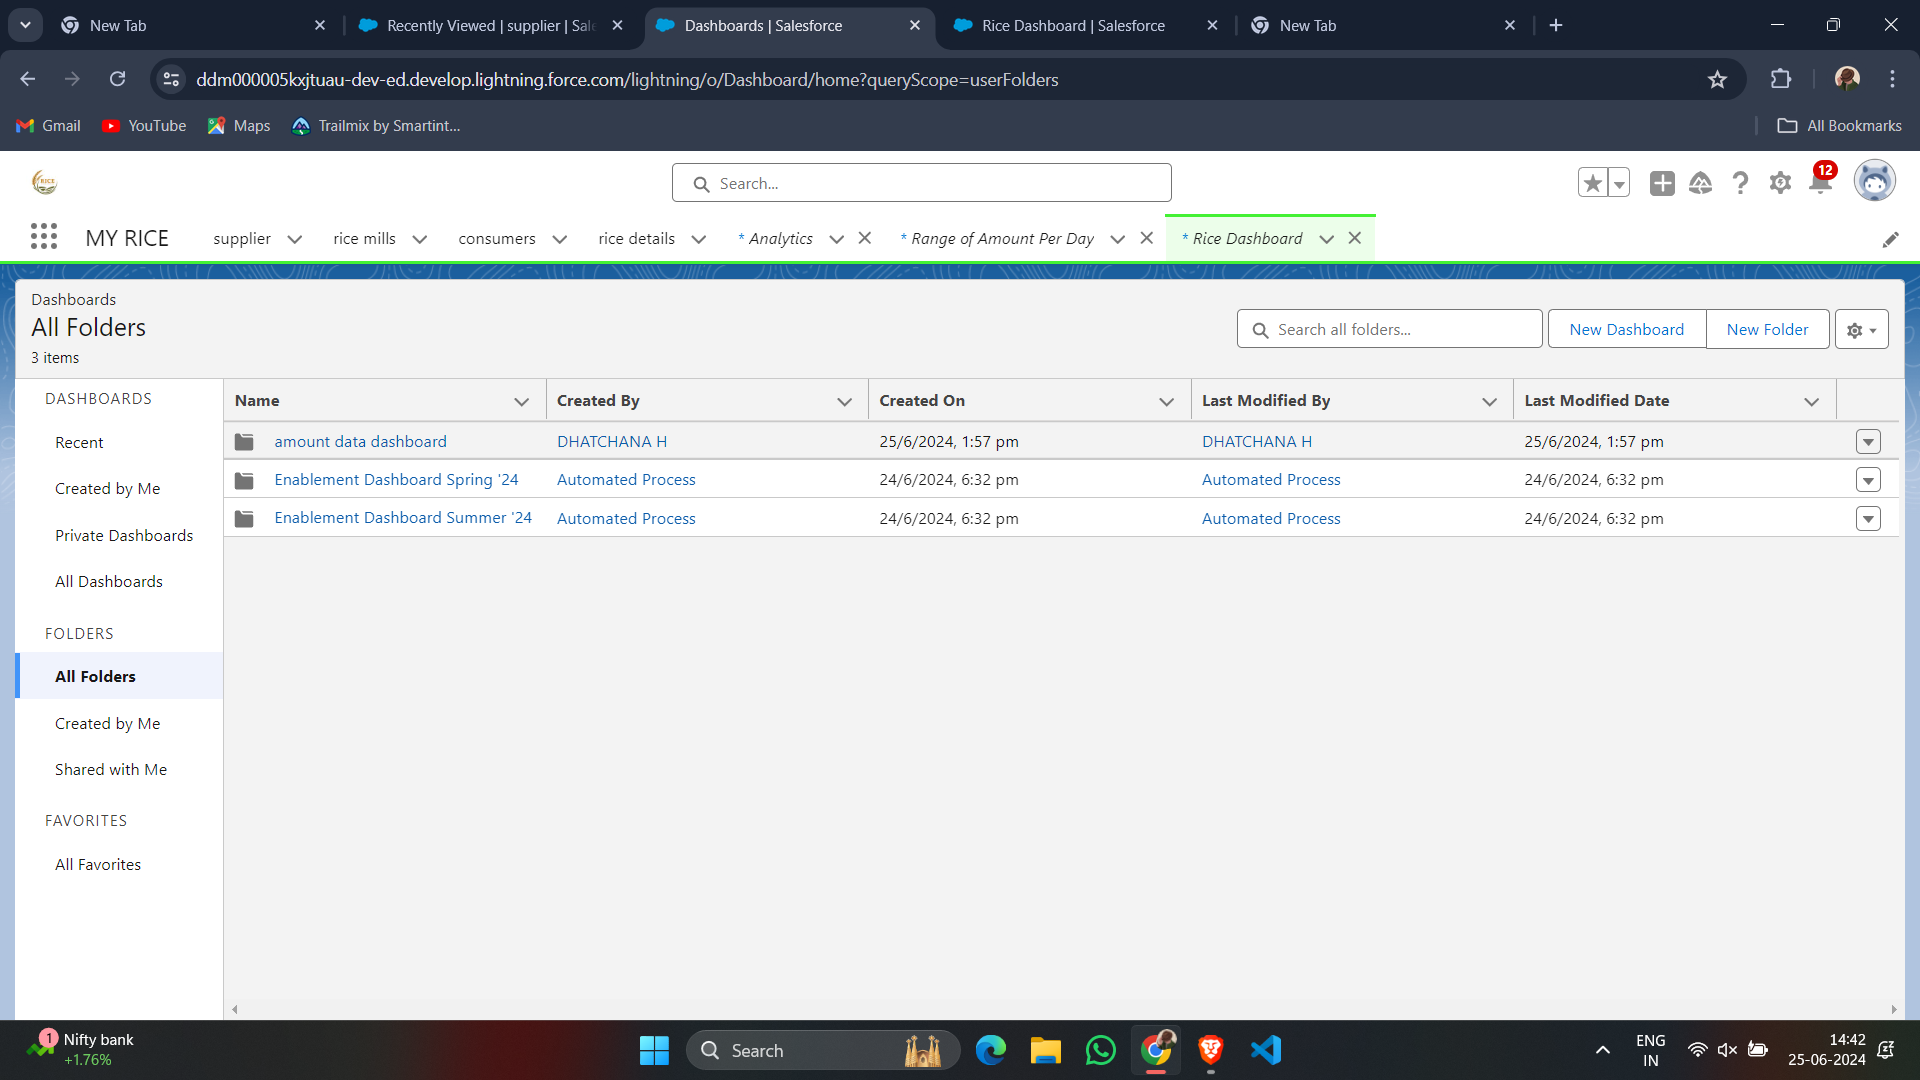 New Tab
Recently Viewed | supplier | Sal
Dashboards | Salesforce
Rice Dashboard | Salesforce
New Tab
ddm000005kxjtuau-dev-ed.develop.lightning.force.com/lightning/o/Dashboard/home?queryScope=userFolders
Gmail
YouTube
Maps
Trailmix by Smartint...
All Bookmarks
RICE
Search...
12
MY RICE
supplier
rice mills
consumers
rice details
* Analytics
* Range of Amount Per Day
* Rice Dashboard
Dashboards
All Folders
3 items
Search all folders...
New Dashboard
New Folder
DASHBOARDS
Recent
Created by Me
Private Dashboards
All Dashboards
FOLDERS
All Folders
Created by Me
Shared with Me
FAVORITES
All Favorites
Name Created By Created On Last Modified By Last Modified Date
amount data dashboard DHATCHANA H 25/6/2024, 1:57 pm DHATCHANA H 25/6/2024, 1:57 pm
Enablement Dashboard Spring '24 Automated Process 24/6/2024, 6:32 pm Automated Process 24/6/2024, 6:32 pm
Enablement Dashboard Summer '24 Automated Process 24/6/2024, 6:32 pm Automated Process 24/6/2024, 6:32 pm
1
Nifty bank
+1.76%
Search
ENG
IN
14:42
25-06-2024